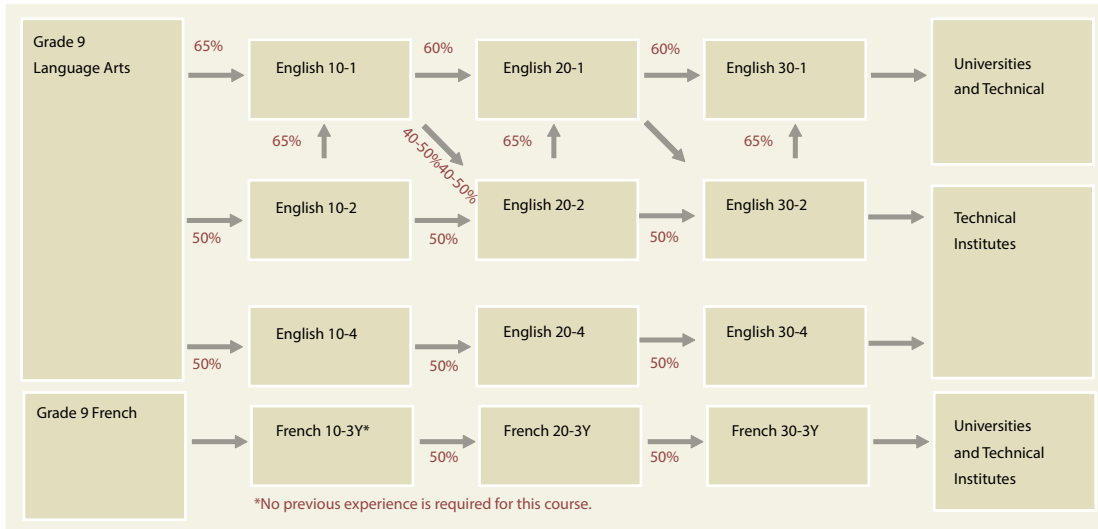 Grade 9
Language Arts
65%
English 10-1
60%
English 20-1
60%
English 30-1
Universities
and Technical
65%
40-50%40-50%
65%
65%
50%
English 10-2
50%
English 20-2
50%
English 30-2
Technical
Institutes
50%
English 10-4
50%
English 20-4
50%
English 30-4
Grade 9 French
French 10-3Y*
50%
French 20-3Y
50%
French 30-3Y
Universities
and Technical
Institutes
*No previous experience is required for this course.